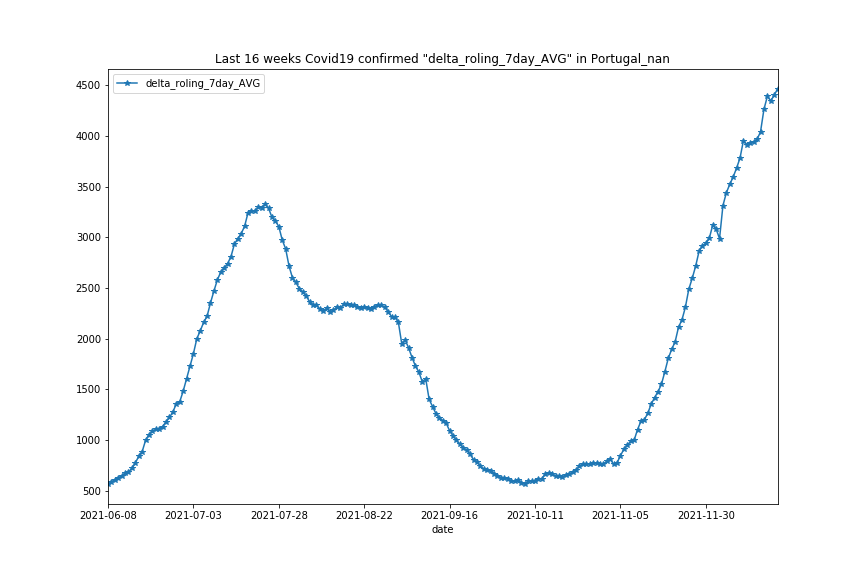 Last 16 weeks Covid19 confirmed "delta_roling_7day_AVG" in Portugal_nan
delta_roling_7day_AVG
4500
4000
3500
3000
2500
2000
1500
1000
500
2021-06-08 2021-07-03 2021-07-28 2021-08-22 2021-09-16 2021-10-11 2021-11-05 2021-11-30
date